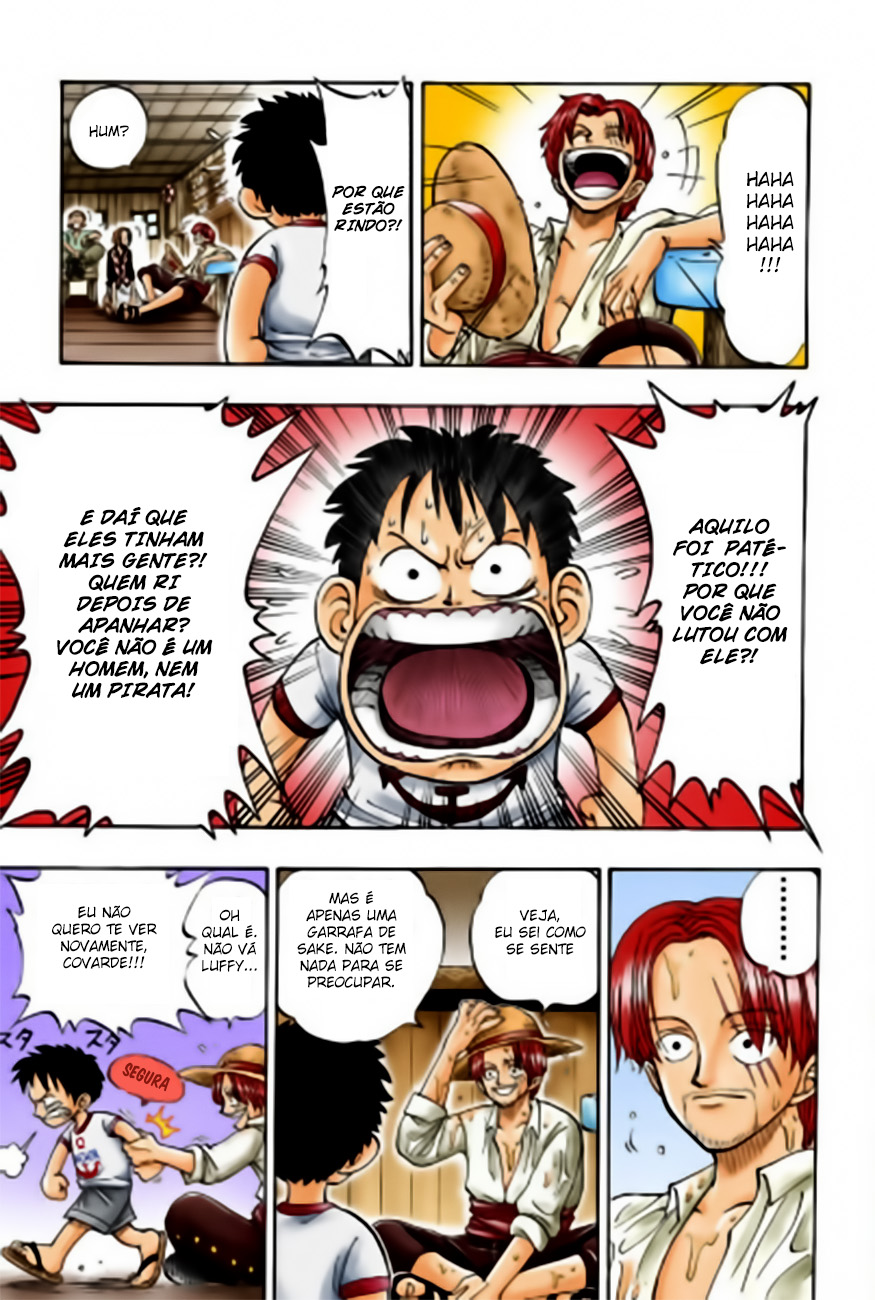 HAHA
HAHA
HAHA
HAHA
!!!
POR QUE
ESTÃO
RINDO?!
HUM?
AQUILO
FOI PATÉ-
TICO!!!
POR QUE
VOCÊ NÃO
LUTOU COM
ELE?!
E DAÍ QUE
ELES TINHAM
MAIS GENTE?!
QUEM RI
DEPOIS DE
APANHAR?
VOCÊ NÃO É UM
HOMEM, NEM
UM PIRATA!
........
VEJA,
EU SEI COMO
SE SENTE
MAS É
APENAS UMA
GARRAFA DE
SAKE. NÃO TEM
NADA PARA SE
PREOCUPAR.
OH
QUAL É.
NÃO VÁ
LUFFY...
EU NÃO
QUERO TE VER
NOVAMENTE,
COVARDE!!!
SEGURA
スタ
スタ